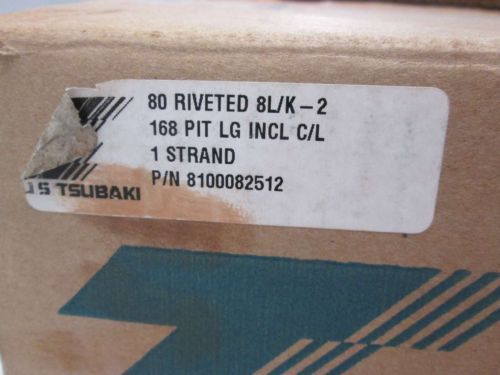 80 RIVETED 8L/K-2
168 PIT LG INCL C/L
1 STRAND
P/N 8100082512
U S TSUBAKI